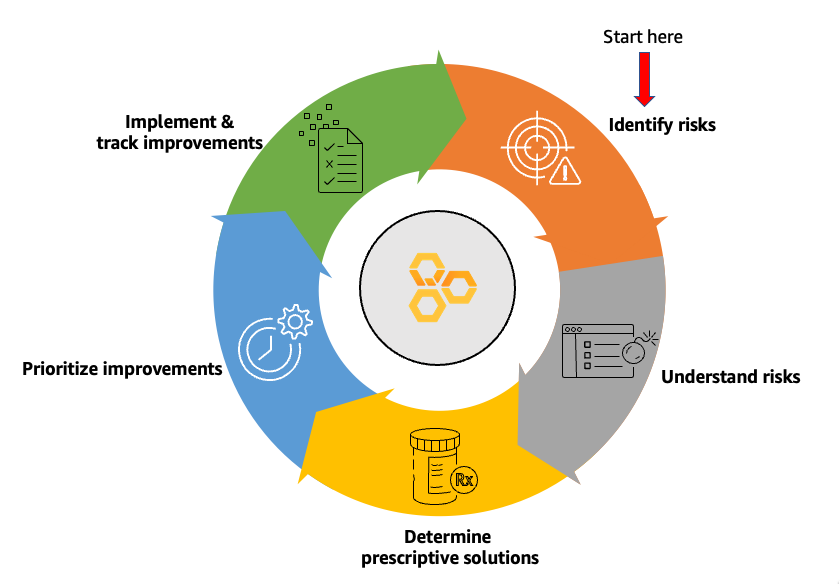 Start here
Identify risks
Understand risks
Rx
Determine
prescriptive solutions
Prioritize improvements
Implement &
track improvements